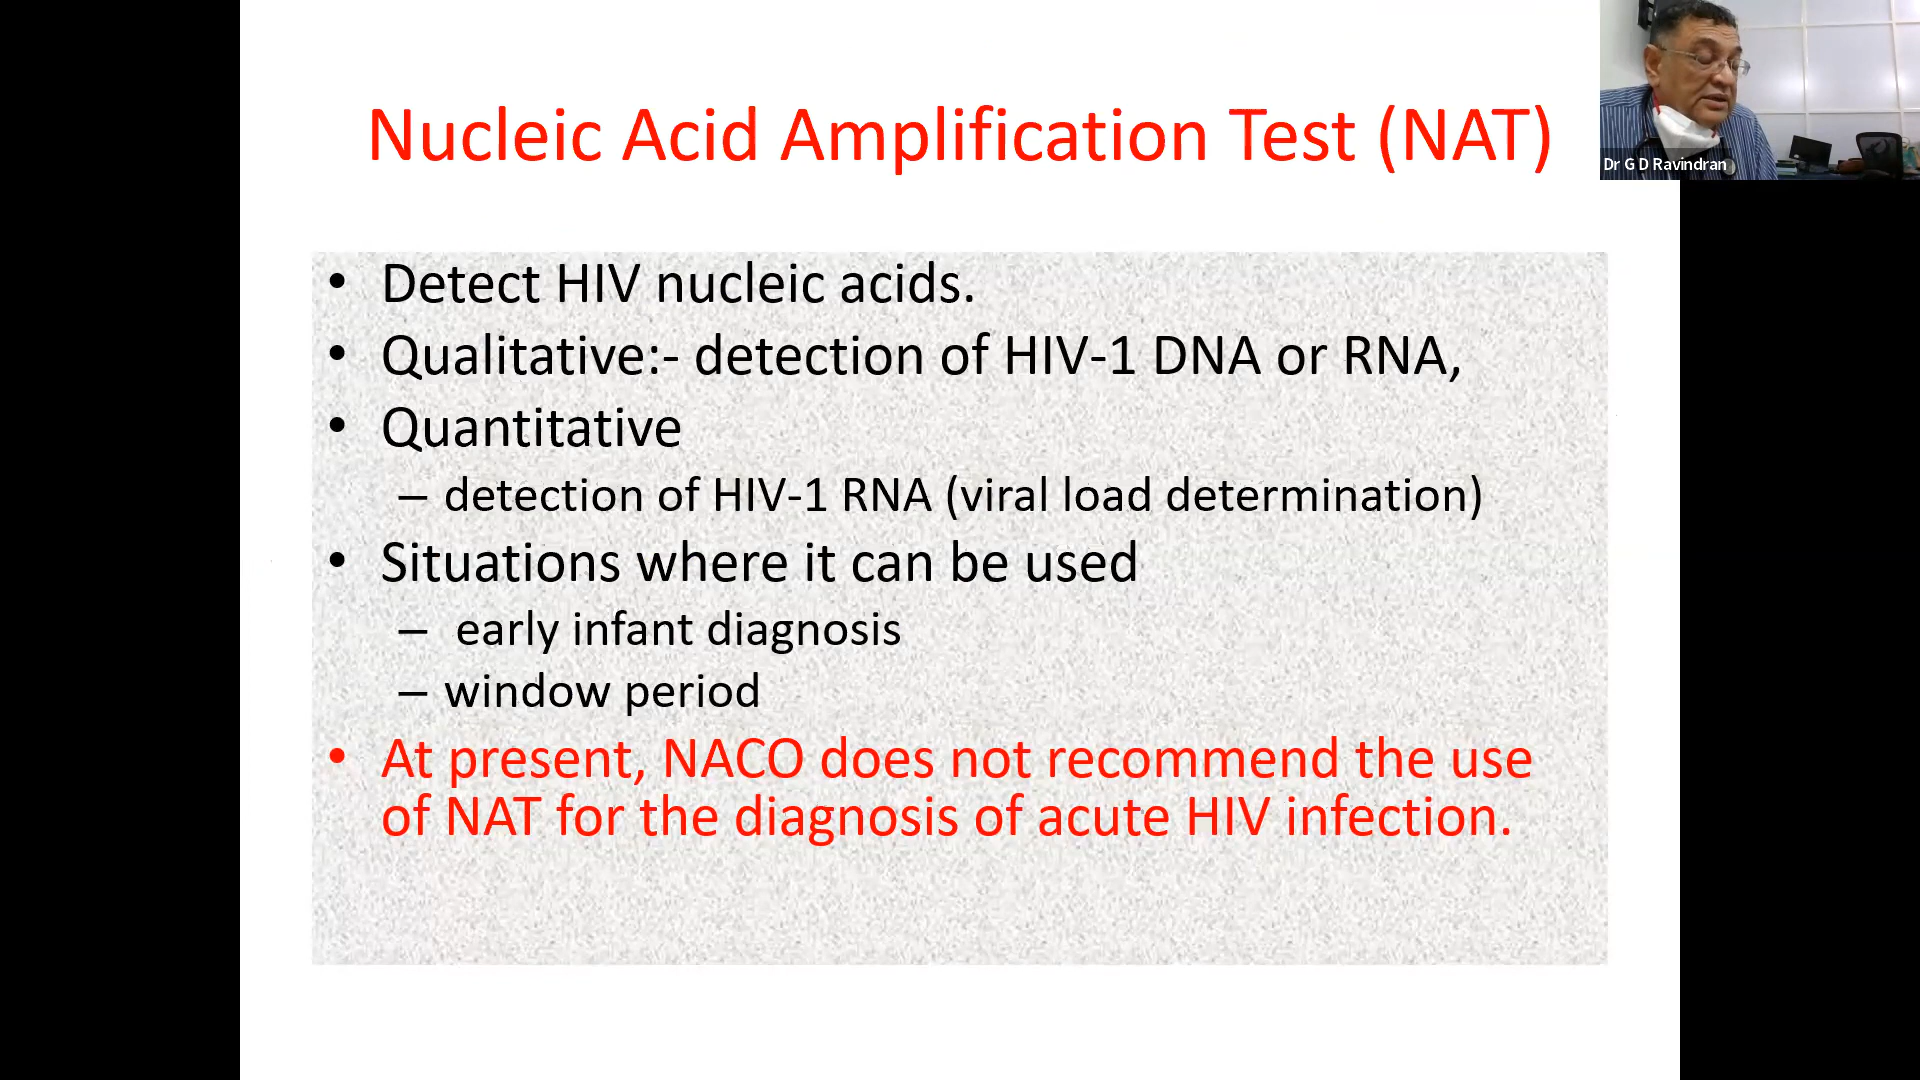 Nucleic Acid Amplification Test (NAT)
Dr G D Ravindran
• Detect HIV nucleic acids.
• Qualitative:- detection of HIV-1 DNA or RNA,
• Quantitative
– detection of HIV-1 RNA (viral load determination)
• Situations where it can be used
– early infant diagnosis
– window period
• At present, NACO does not recommend the use
of NAT for the diagnosis of acute HIV infection.